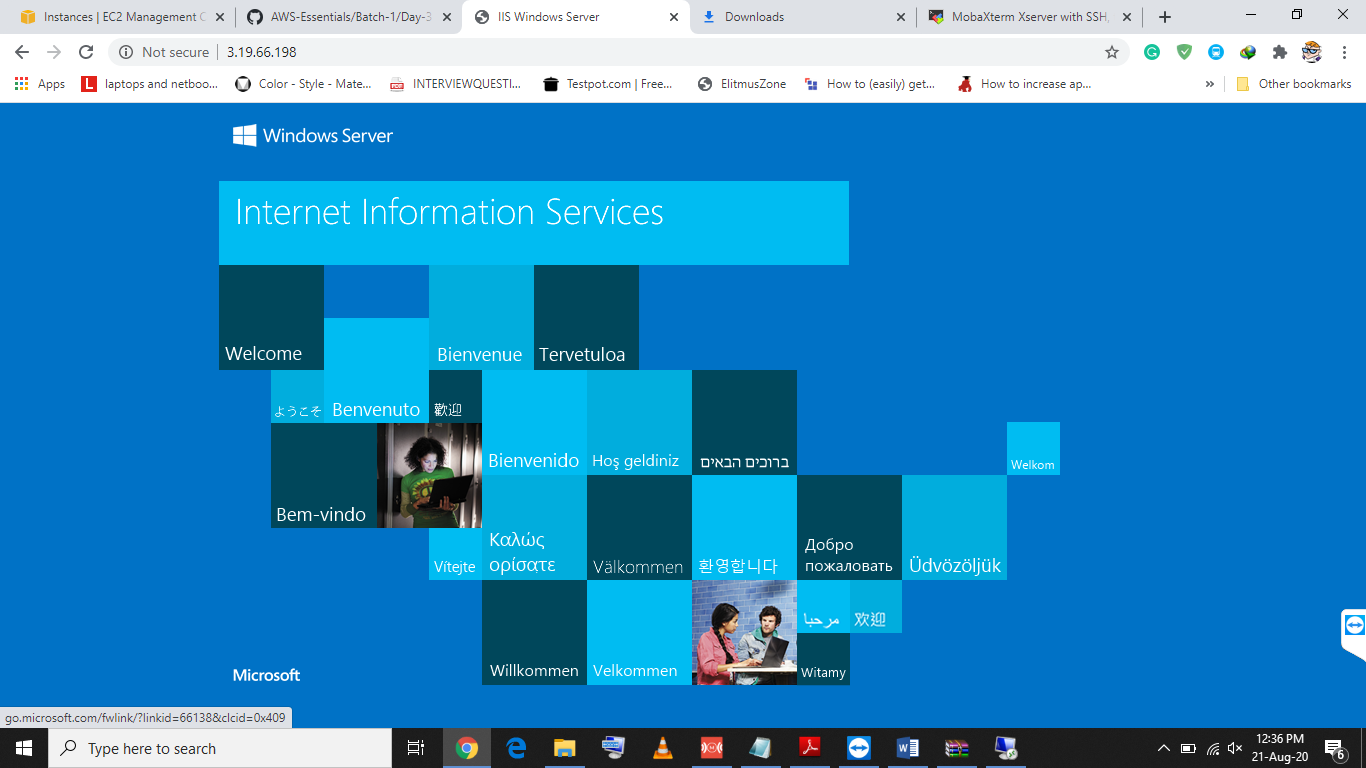 Instances | EC2 Management C
AWS-Essentials/Batch-1/Day-3
IIS Windows Server
Downloads
MobaXterm Xserver with SSH,
Not secure
3.19.66.198
Apps
laptops and netboo...
Color - Style - Mate...
INTERVIEWQUESTI...
Testpot.com | Free...
ElitmusZone
How to (easily) get...
How to increase ap...
»
Other bookmarks
Windows Server
Internet Information Services
Welcome
Bienvenue
Tervetuloa
ようこそ
Benvenuto
歡迎
Bienvenido
Hoş geldiniz
ברוכים הבאים
Welkom
Bem-vindo
Vítejte
Καλώς
ορίσατε
Välkommen
환영합니다
Добро
пожаловать
Üdvözöljük
Willkommen
Velkommen
مرحبا
欢迎
Witamy
Microsoft
go.microsoft.com/fwlink/?linkid=66138&clcid=0x409
Type here to search
12:36 PM
21-Aug-20
6